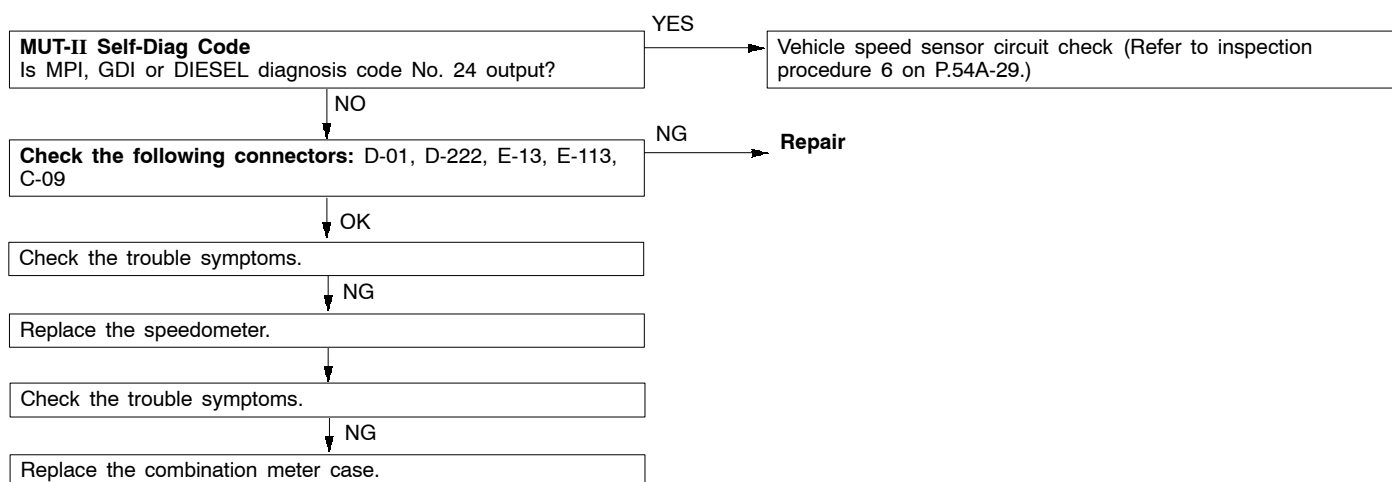 YES
MUT-II Self-Diag Code
Is MPI, GDI or DIESEL diagnosis code No. 24 output?
Vehicle speed sensor circuit check (Refer to inspection
procedure 6 on P.54A-29.)
NO
Check the following connectors: D-01, D-222, E-13, E-113,
C-09
NG
Repair
OK
Check the trouble symptoms.
NG
Replace the speedometer.
Check the trouble symptoms.
NG
Replace the combination meter case.